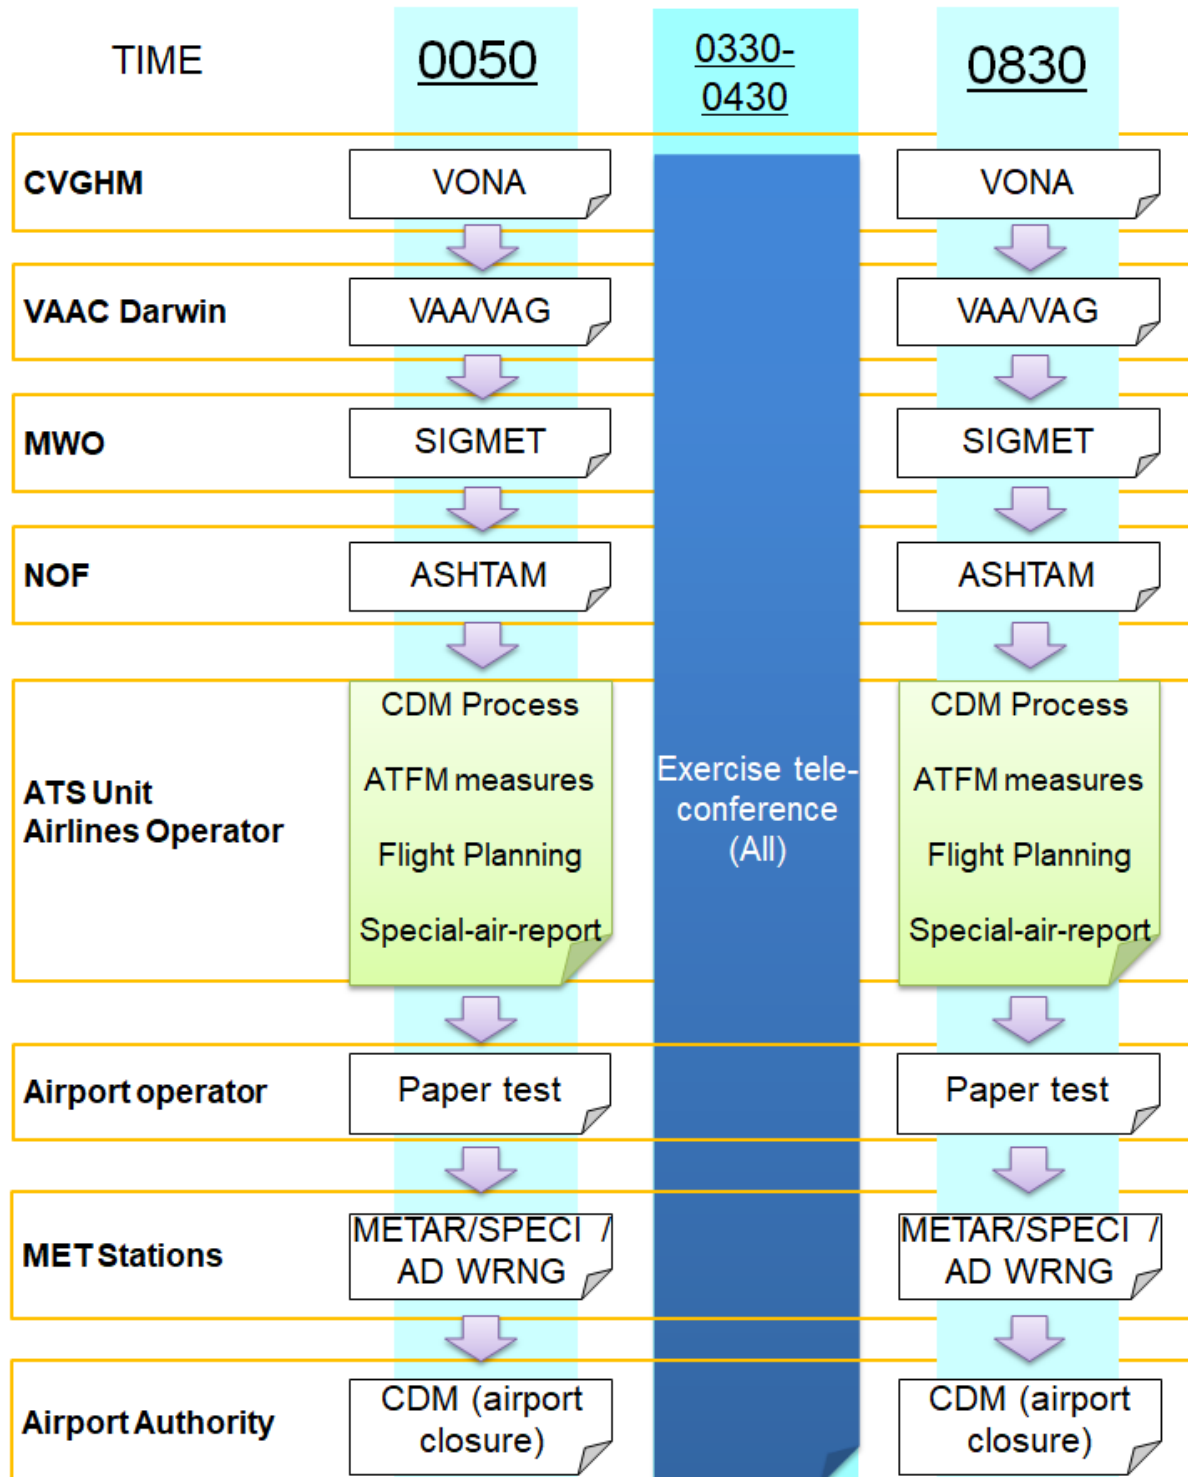 TIME
0050
0330-
0430
0830
CVGHM
VONA
VONA
VAAC Darwin
VAA/VAG
VAA/VAG
MWO
SIGMET
SIGMET
NOF
ASHTAM
ASHTAM
ATS Unit
Airlines Operator
CDM Process
ATFM measures
Flight Planning
Special-air-report
Exercise tele-
conference
(All)
CDM Process
ATFM measures
Flight Planning
Special-air-report
Airport operator
Paper test
Paper test
MET Stations
METAR/SPECI /
AD WRNG
METAR/SPECI /
AD WRNG
Airport Authority
CDM (airport
closure)
CDM (airport
closure)